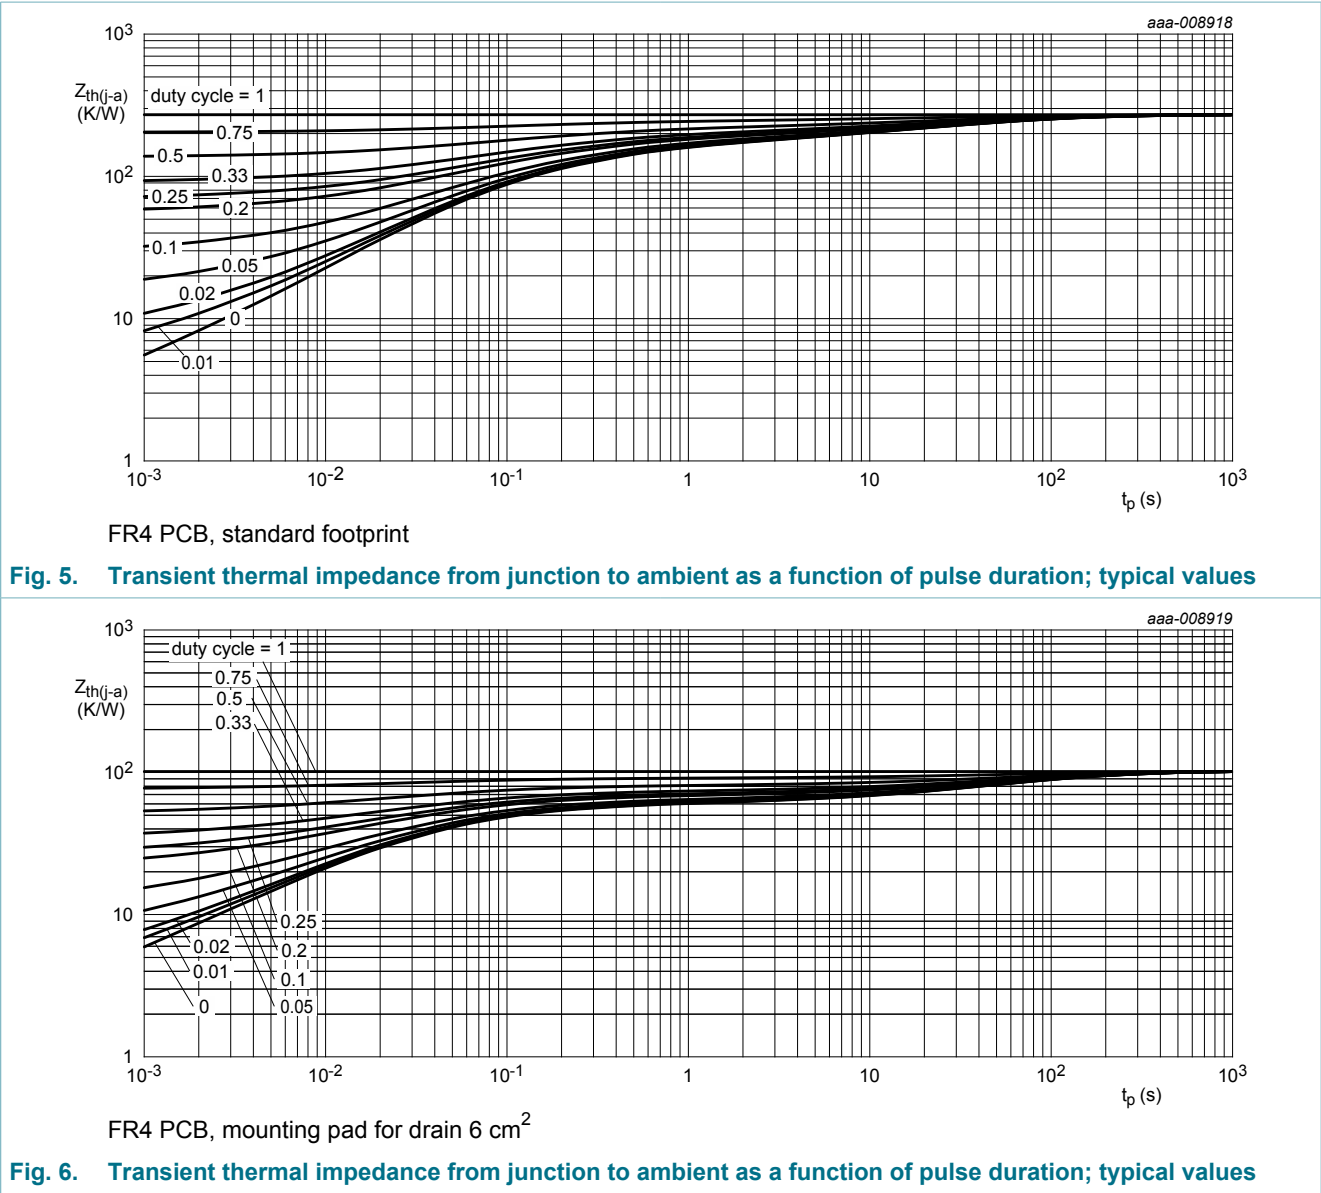 aaa-008918
10³
Z_th(j-a)
(K/W)
duty cycle = 1
0.75
0.5
0.33
10²
0.25
0.2
0.1
0.05
0.02
10
0
0.01
1
10⁻³ 10⁻² 10⁻¹ 1 10 10² 10³
t_p (s)
FR4 PCB, standard footprint
Fig. 5. Transient thermal impedance from junction to ambient as a function of pulse duration; typical values
aaa-008919
10³
duty cycle = 1
0.75
Z_th(j-a)
(K/W)
0.5
0.33
10²
10
0.25
0.02
0.2
0.01
0.1
0
0.05
1
10⁻³ 10⁻² 10⁻¹ 1 10 10² 10³
t_p (s)
FR4 PCB, mounting pad for drain 6 cm²
Fig. 6. Transient thermal impedance from junction to ambient as a function of pulse duration; typical values